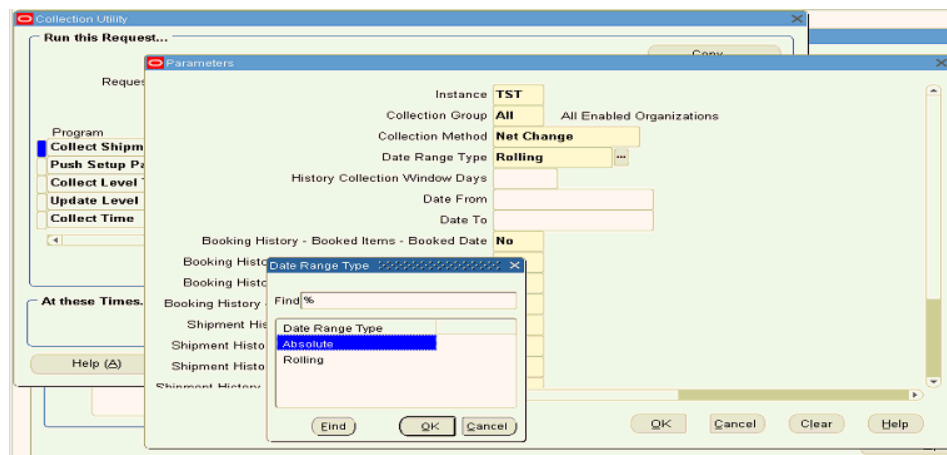 Collection Utility
Run this Request...
Copy
Parameters
Reques
Instance TST
Collection Group All All Enabled Organizations
Program
Collection Method Net Change
Collect Shipm
Date Range Type Rolling ...
Push Setup Pa
History Collection Window Days
Collect Level
Update Level
Date From
Collect Time
Date To
Booking History - Booked Items - Booked Date No
Booking Histo
Date Range Type
Booking Histo
At these Times.
Booking History
Find %
Shipment His
Date Range Type
Shipment Histo
Absolute
Help (A)
Shipment Histo
Rolling
Shipment History
Find
OK
Cancel
OK
Cancel
Clear
Help